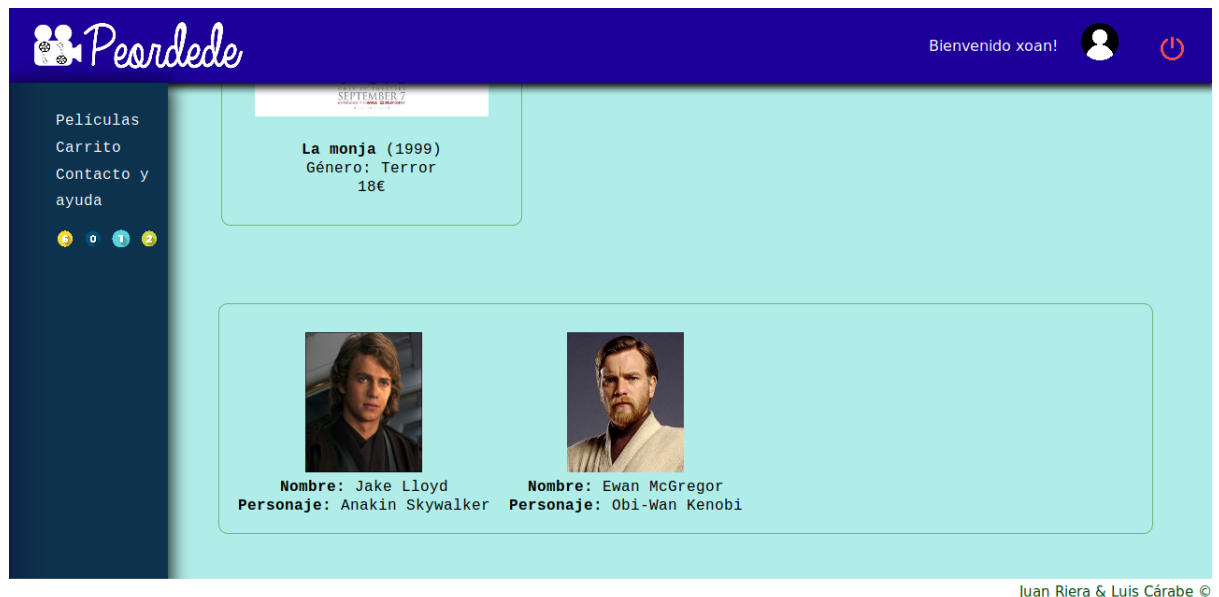 Peordede
Bienvenido xoan!
Películas
Carrito
Contacto y
ayuda
6 0 1 2
SEPTEMBER 7
La monja (1999)
Género: Terror
18€
Nombre: Jake Lloyd
Personaje: Anakin Skywalker
Nombre: Ewan McGregor
Personaje: Obi-Wan Kenobi
Juan Riera & Luis Cárabe ©